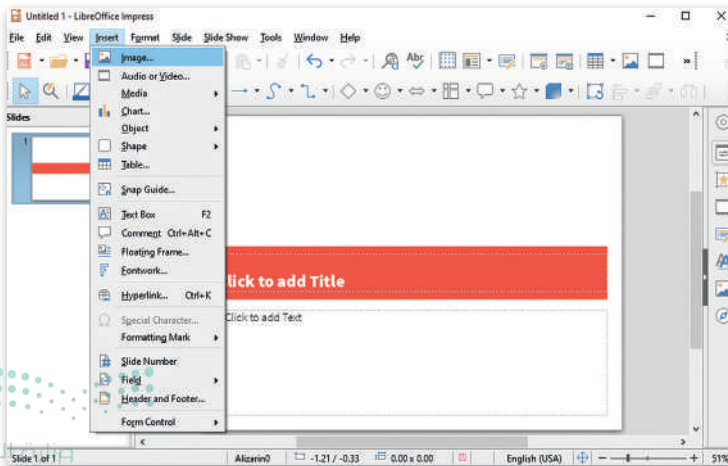 Untitled 1 - LibreOffice Impress
File Edit View Insert Format Slide Slide Show Tools Window Help
Image...
Audio or Video...
Media
Chart...
Object
Shape
Table...
Snap Guide...
Text Box F2
Comment Ctrl+Alt+C
Floating Frame...
Fontwork...
Hyperlink... Ctrl+K
Special Character...
Formatting Mark
Slide Number
Field
Header and Footer...
Form Control
Slides
1
lick to add Title
Click to add Text
Slide 1 of 1 Alizarin0 -1.21 / -0.33 0.00 x 0.00 English (USA) 51%